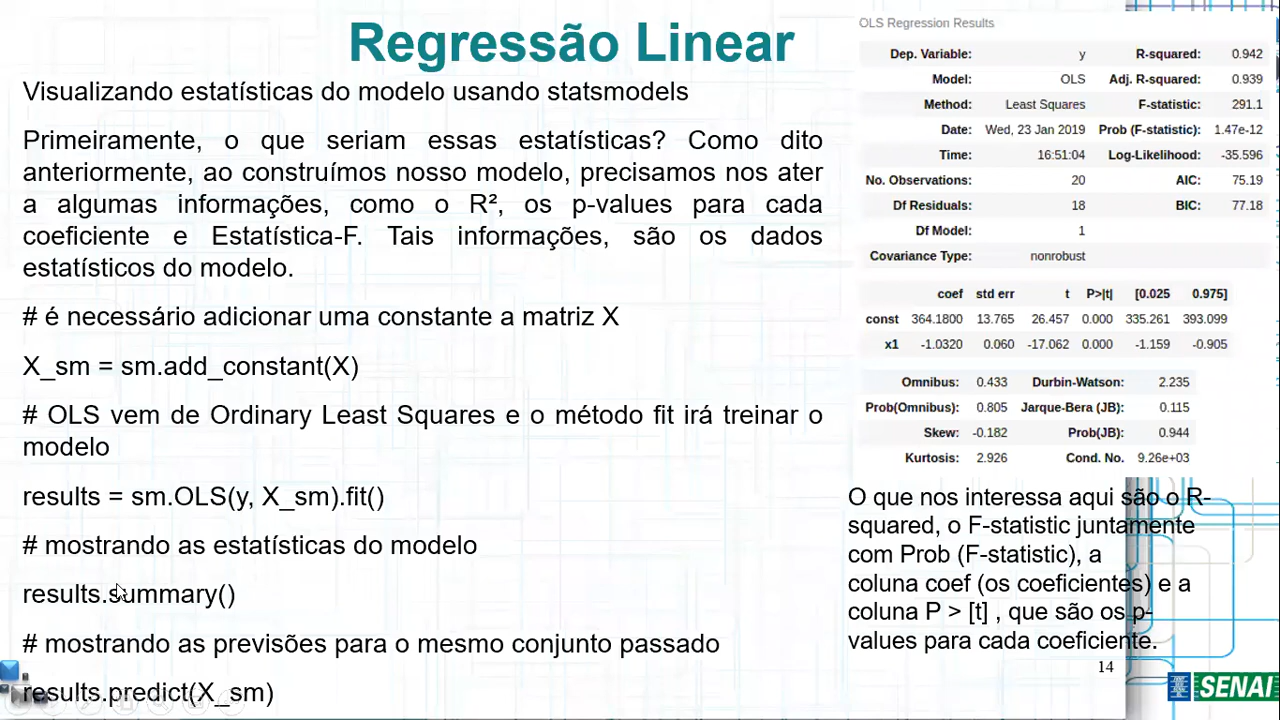 Regressão Linear
Visualizando estatísticas do modelo usando statsmodels
Primeiramente, o que seriam essas estatísticas? Como dito
anteriormente, ao construímos nosso modelo, precisamos nos ater
a algumas informações, como o R², os p-values para cada
coeficiente e Estatística-F. Tais informações, são os dados
estatísticos do modelo.
# é necessário adicionar uma constante a matriz X
X_sm = sm.add_constant(X)
# OLS vem de Ordinary Least Squares e o método fit irá treinar o
modelo
results = sm.OLS(y, X_sm).fit()
# mostrando as estatísticas do modelo
results.summary()
# mostrando as previsões para o mesmo conjunto passado
results.predict(X_sm)
OLS Regression Results
Dep. Variable: y R-squared: 0.942
Model: OLS Adj. R-squared: 0.939
Method: Least Squares F-statistic: 291.1
Date: Wed, 23 Jan 2019 Prob (F-statistic): 1.47e-12
Time: 16:51:04 Log-Likelihood: -35.596
No. Observations: 20 AIC: 75.19
Df Residuals: 18 BIC: 77.18
Df Model: 1
Covariance Type: nonrobust
coef std err t P>|t| [0.025 0.975]
const 364.1800 13.765 26.457 0.000 335.261 393.099
x1 -1.0320 0.060 -17.062 0.000 -1.159 -0.905
Omnibus: 0.433 Durbin-Watson: 2.235
Prob(Omnibus): 0.805 Jarque-Bera (JB): 0.115
Skew: -0.182 Prob(JB): 0.944
Kurtosis: 2.926 Cond. No. 9.26e+03
O que nos interessa aqui são o R-
squared, o F-statistic juntamente
com Prob (F-statistic), a
coluna coef (os coeficientes) e a
coluna P > [t] , que são os p-
values para cada coeficiente.
14
SENAI